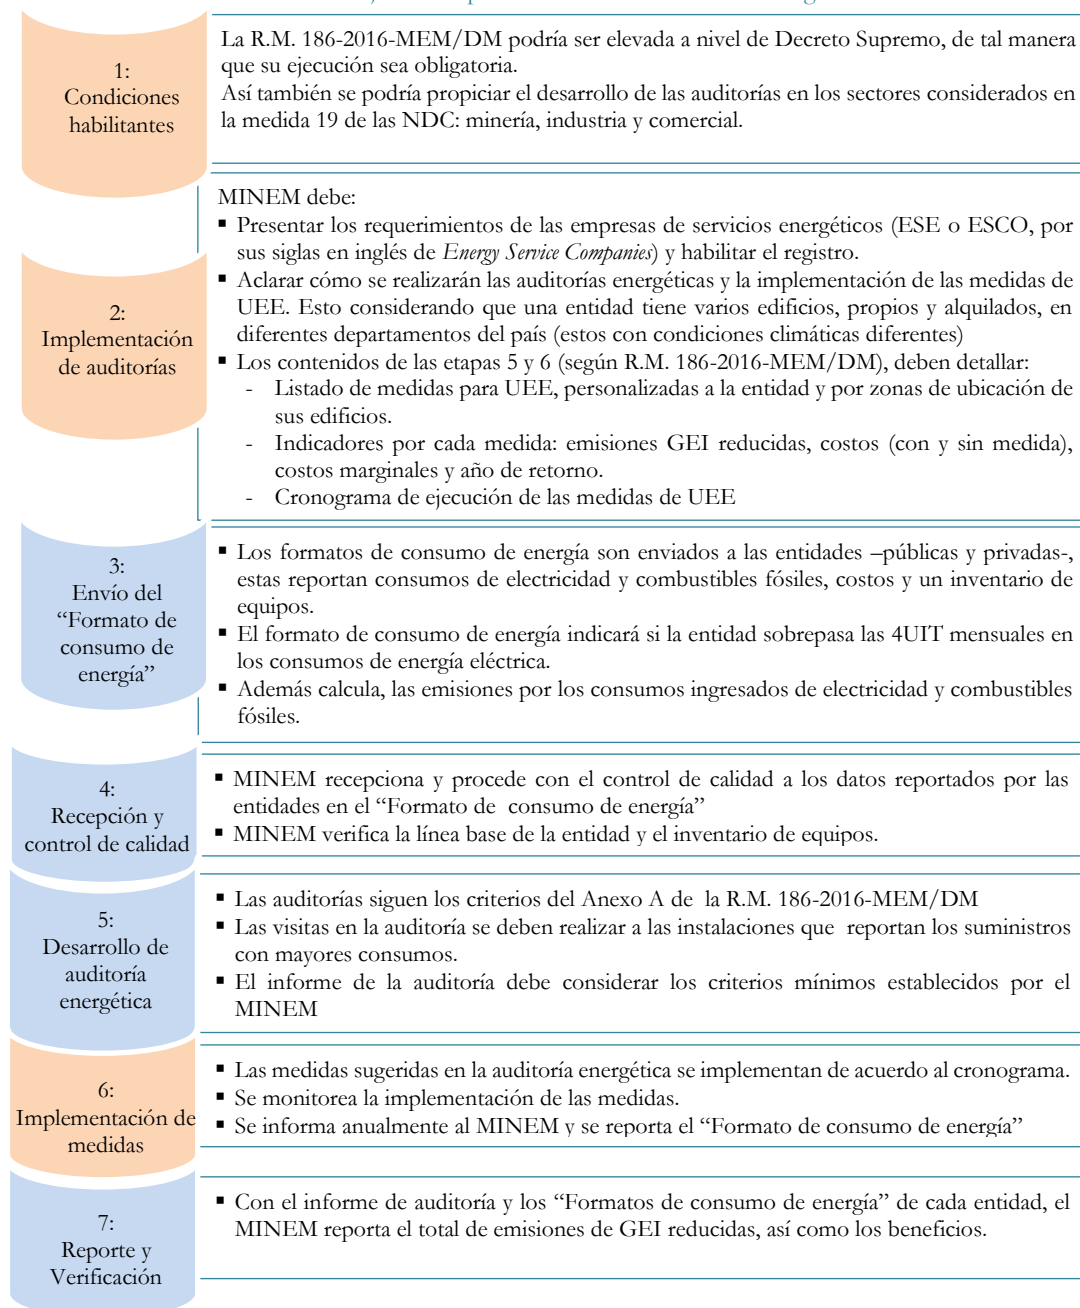 1:
Condiciones
habilitantes
La R.M. 186-2016-MEM/DM podría ser elevada a nivel de Decreto Supremo, de tal manera
que su ejecución sea obligatoria.
Así también se podría propiciar el desarrollo de las auditorías en los sectores considerados en
la medida 19 de las NDC: minería, industria y comercial.
2:
Implementación
de auditorías
MINEM debe:
▪ Presentar los requerimientos de las empresas de servicios energéticos (ESE o ESCO, por
sus siglas en inglés de Energy Service Companies) y habilitar el registro.
▪ Aclarar cómo se realizarán las auditorías energéticas y la implementación de las medidas de
UEE. Esto considerando que una entidad tiene varios edificios, propios y alquilados, en
diferentes departamentos del país (estos con condiciones climáticas diferentes)
▪ Los contenidos de las etapas 5 y 6 (según R.M. 186-2016-MEM/DM), deben detallar:
- Listado de medidas para UEE, personalizadas a la entidad y por zonas de ubicación de
sus edificios.
- Indicadores por cada medida: emisiones GEI reducidas, costos (con y sin medida),
costos marginales y año de retorno.
- Cronograma de ejecución de las medidas de UEE
3:
Envío del
“Formato de
consumo de
energía”
▪ Los formatos de consumo de energía son enviados a las entidades –públicas y privadas-,
estas reportan consumos de electricidad y combustibles fósiles, costos y un inventario de
equipos.
▪ El formato de consumo de energía indicará si la entidad sobrepasa las 4UIT mensuales en
los consumos de energía eléctrica.
▪ Además calcula, las emisiones por los consumos ingresados de electricidad y combustibles
fósiles.
4:
Recepción y
control de calidad
▪ MINEM recepciona y procede con el control de calidad a los datos reportados por las
entidades en el “Formato de consumo de energía”
▪ MINEM verifica la línea base de la entidad y el inventario de equipos.
5:
Desarrollo de
auditoría
energética
▪ Las auditorías siguen los criterios del Anexo A de la R.M. 186-2016-MEM/DM
▪ Las visitas en la auditoría se deben realizar a las instalaciones que reportan los suministros
con mayores consumos.
▪ El informe de la auditoría debe considerar los criterios mínimos establecidos por el
MINEM
6:
Implementación de
medidas
▪ Las medidas sugeridas en la auditoría energética se implementan de acuerdo al cronograma.
▪ Se monitorea la implementación de las medidas.
▪ Se informa anualmente al MINEM y se reporta el “Formato de consumo de energía”
7:
Reporte y
Verificación
▪ Con el informe de auditoría y los “Formatos de consumo de energía” de cada entidad, el
MINEM reporta el total de emisiones de GEI reducidas, así como los beneficios.